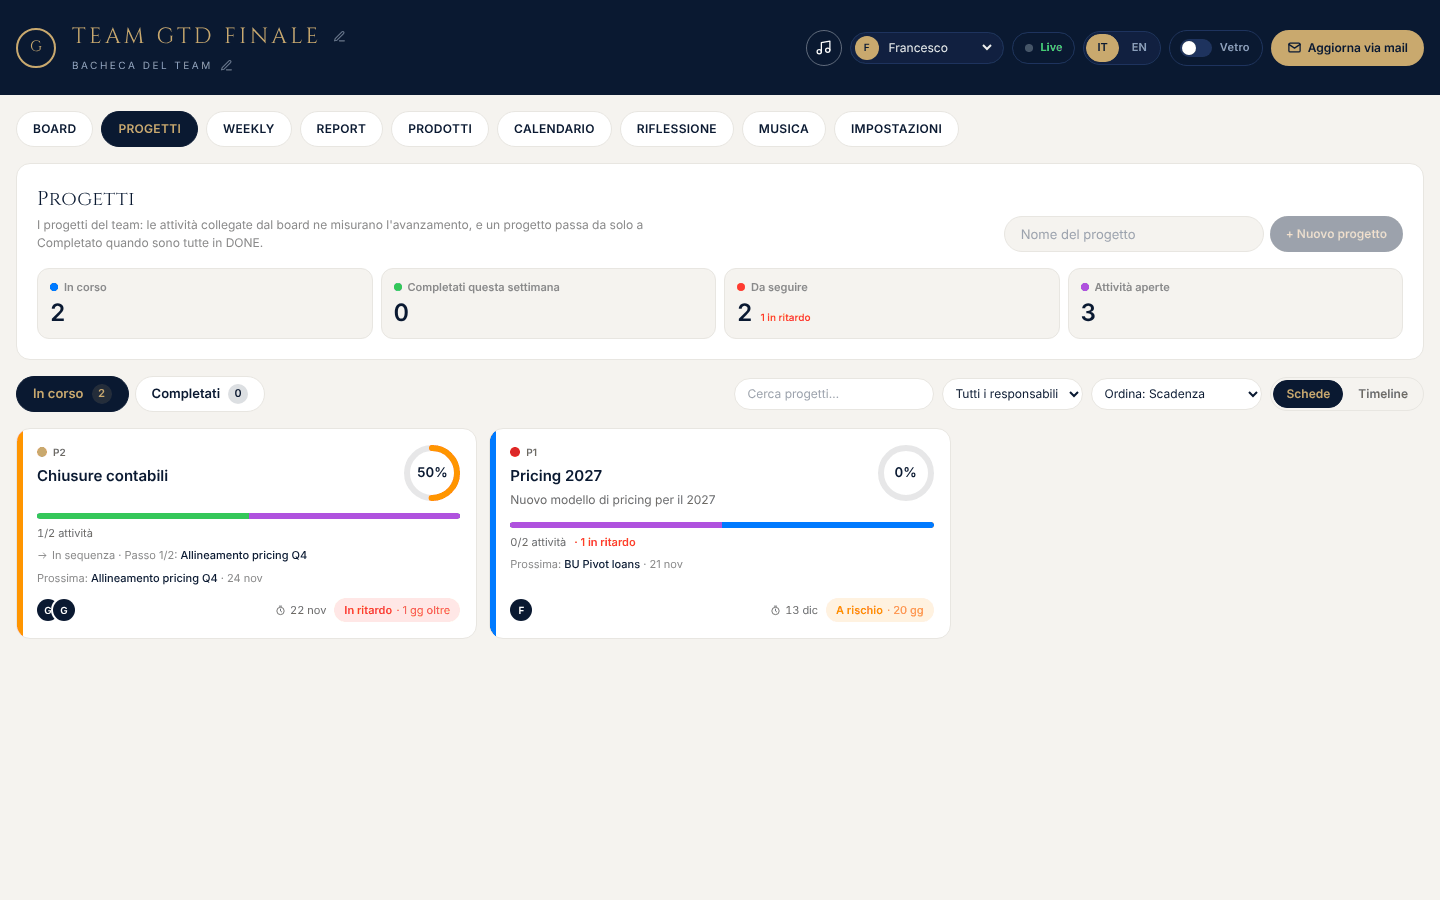 G
TEAM GTD FINALE
BACHECA DEL TEAM
F Francesco
Live
IT EN
Vetro
Aggiorna via mail
BOARD PROGETTI WEEKLY REPORT PRODOTTI CALENDARIO RIFLESSIONE MUSICA IMPOSTAZIONI
Progetti
I progetti del team: le attività collegate dal board ne misurano l'avanzamento, e un progetto passa da solo a
Completato quando sono tutte in DONE.
Nome del progetto
+ Nuovo progetto
In corso
2
Completati questa settimana
0
Da seguire
2 1 in ritardo
Attività aperte
3
In corso 2
Completati 0
Cerca progetti...
Tutti i responsabili
Ordina: Scadenza
Schede Timeline
P2
Chiusure contabili
50%
1/2 attività
→ In sequenza · Passo 1/2: Allineamento pricing Q4
Prossima: Allineamento pricing Q4 · 24 nov
G G
22 nov
In ritardo · 1 gg oltre
P1
Pricing 2027
Nuovo modello di pricing per il 2027
0%
0/2 attività · 1 in ritardo
Prossima: BU Pivot loans · 21 nov
F
13 dic
A rischio · 20 gg